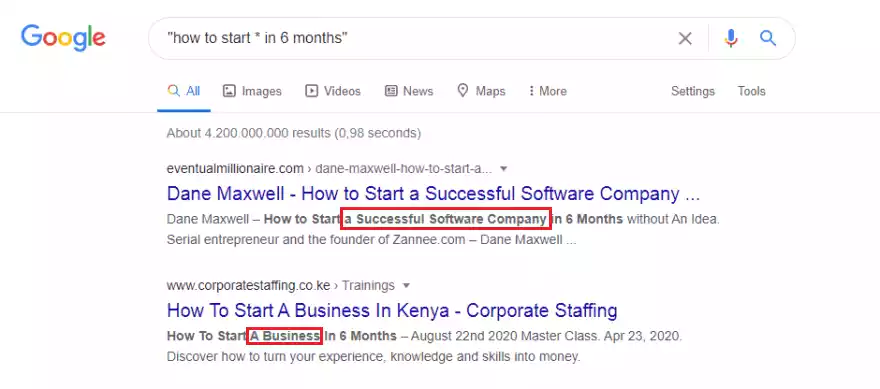 Google
"how to start * in 6 months"
All Images Videos News Maps More Settings Tools
About 4.200.000.000 results (0,98 seconds)
eventualmillionaire.com › dane-maxwell-how-to-start-a...
Dane Maxwell - How to Start a Successful Software Company ...
Dane Maxwell – How to Start a Successful Software Company in 6 Months without An Idea.
Serial entrepreneur and the founder of Zannee.com – Dane Maxwell ...
www.corporatestaffing.co.ke › Trainings
How To Start A Business In Kenya - Corporate Staffing
How To Start A Business In 6 Months – August 22nd 2020 Master Class. Apr 23, 2020.
Discover how to turn your experience, knowledge and skills into money.